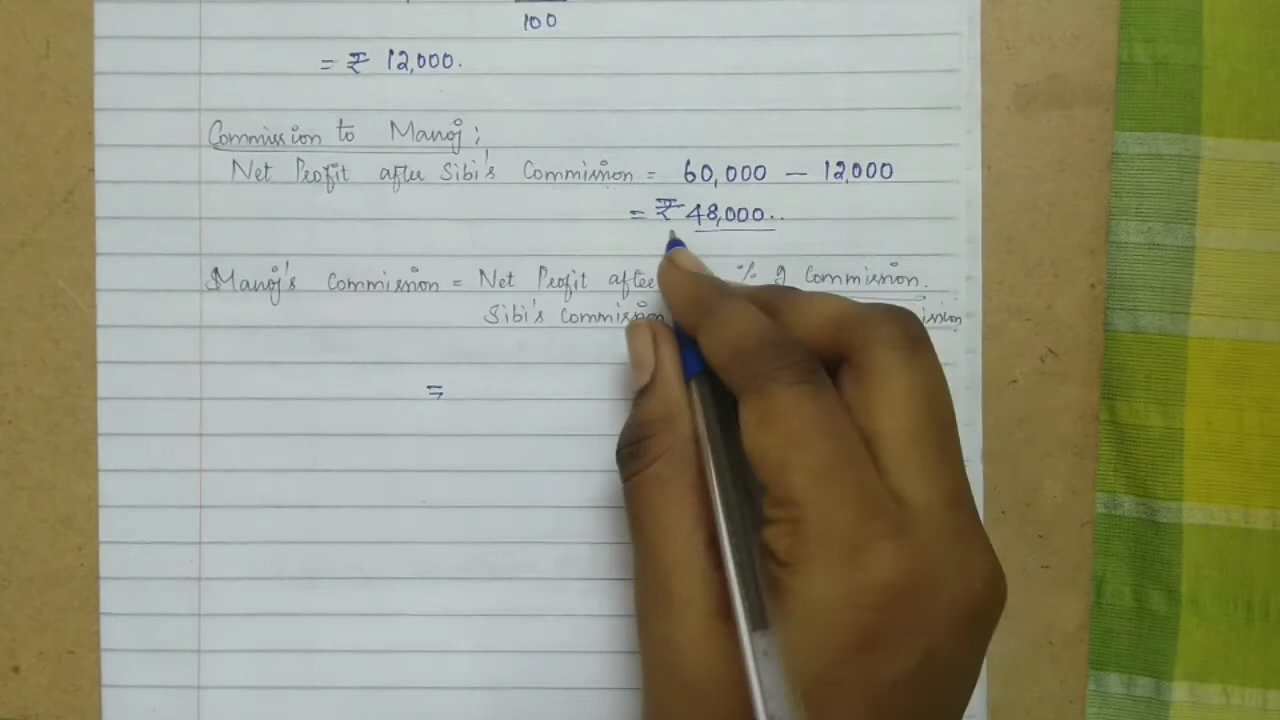 100
= ₹ 12,000.
Commission to Manoj:
Net Profit after Sibi's Commission = 60,000 — 12,000
= ₹ 48,000..
Manoj's Commission = Net Profit after % of Commission.
Sibi's Commission
=